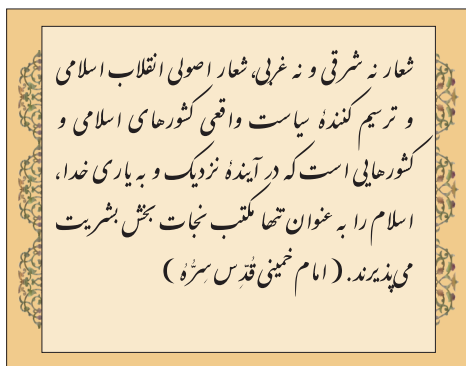 شعار نه شرقی و نه غربی، شعار اصولی انقلاب اسلامی
و ترسیم کنندهٔ سیاست واقعی کشورهای اسلامی و
کشورهایی است که در آیندهٔ نزدیک و به یاری خدا،
اسلام را به عنوان تنها مکتب نجات بخش بشریت
می‌پذیرند. ( امام خمینی قُدِّس سِرُّهُ )